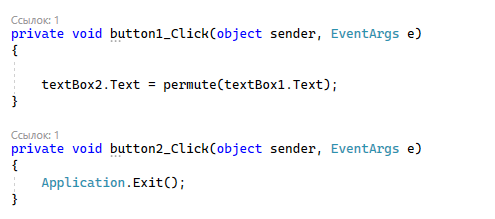 Ссылок: 1
private void button1_Click(object sender, EventArgs e)
{
textBox2.Text = permute(textBox1.Text);
}
Ссылок: 1
private void button2_Click(object sender, EventArgs e)
{
Application.Exit();
}